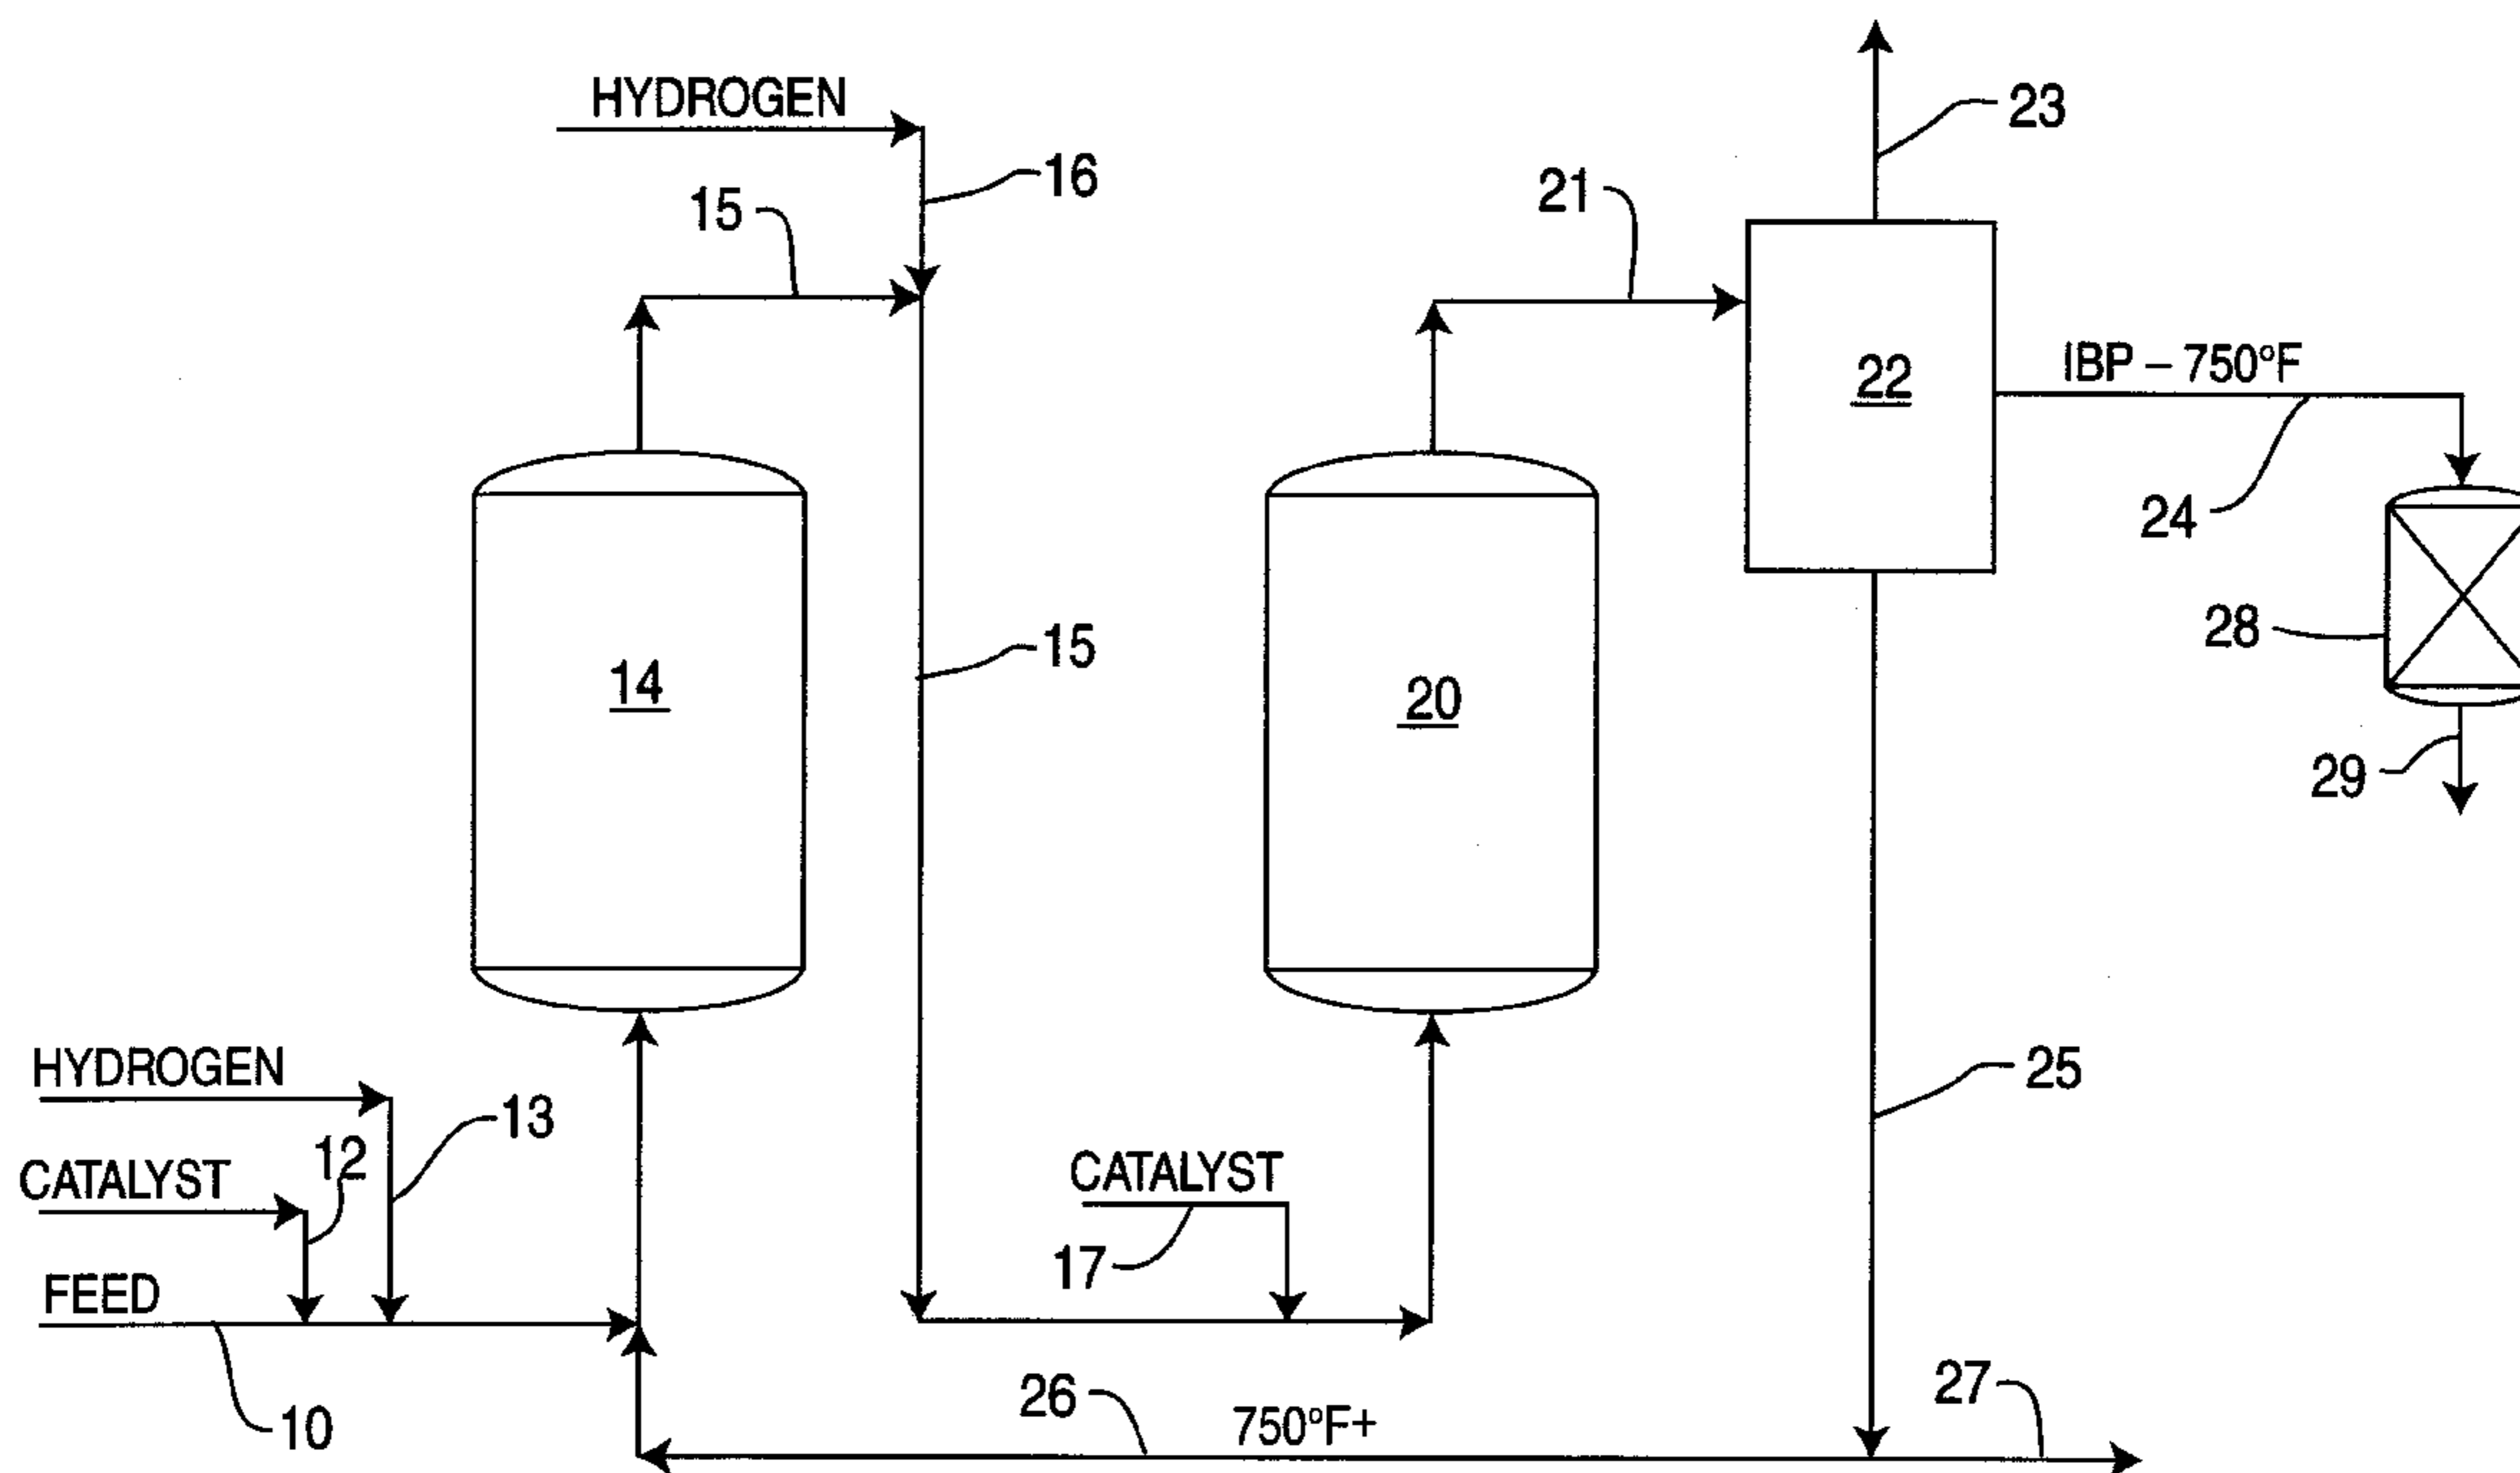 HYDROGEN
16
15
23
21
22
IBP – 750°F
24
14
15
20
28
29
HYDROGEN
13
12
CATALYST
FEED
10
CATALYST
17
25
26
750°F+
27